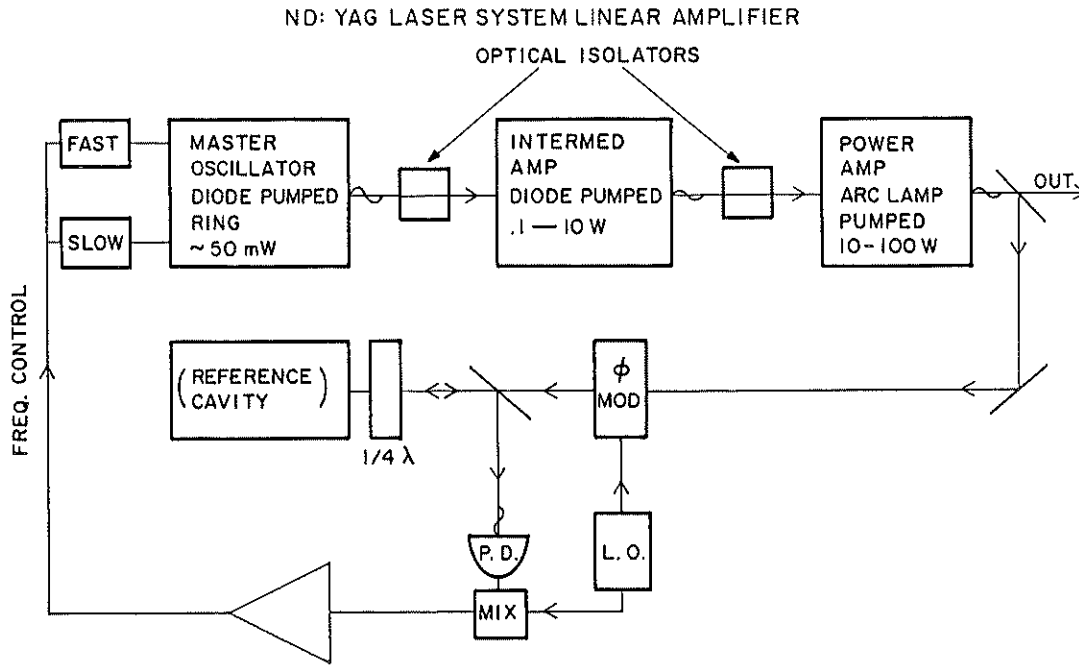 ND: YAG LASER SYSTEM LINEAR AMPLIFIER
OPTICAL ISOLATORS
FAST
SLOW
MASTER
OSCILLATOR
DIODE PUMPED
RING
~ 50 mW
INTERMED
AMP
DIODE PUMPED
.1 — 10 W
POWER
AMP
ARC LAMP
PUMPED
10-100W
OUT
FREQ. CONTROL
(REFERENCE
CAVITY)
1/4 λ
ϕ
MOD
P. D.
L. O.
MIX